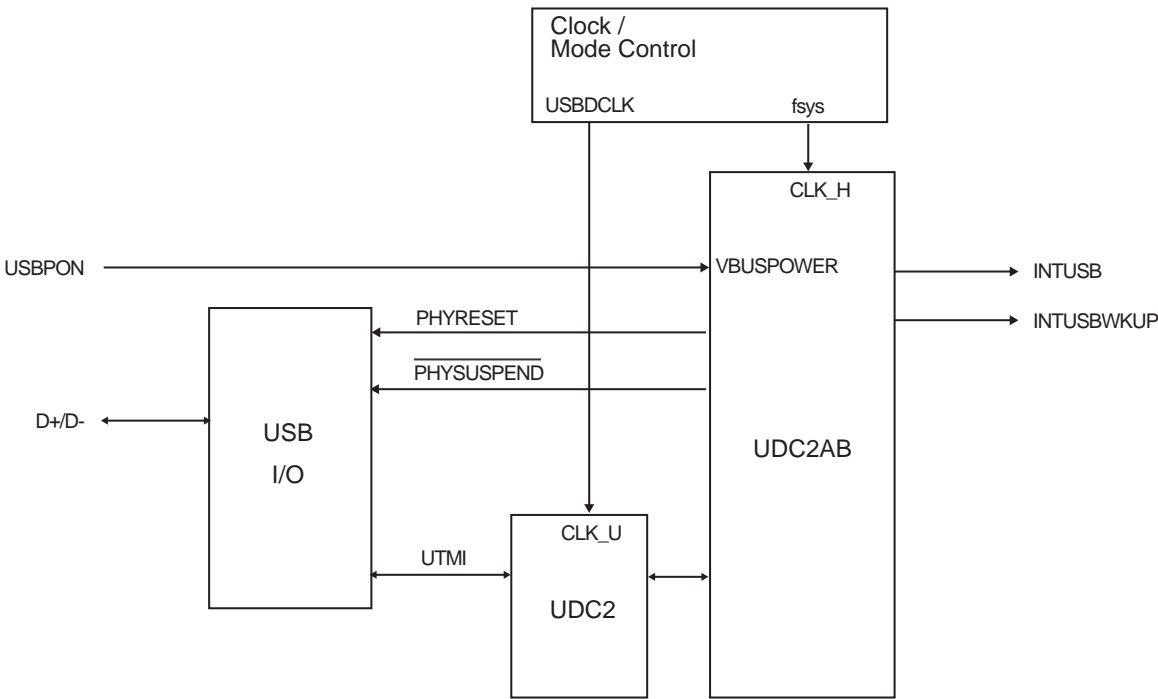 Clock /
Mode Control
USBDCLK
fsys
CLK_H
USBPON
VBUSPOWER
INTUSB
PHYRESET
INTUSBWKUP
PHYSUSPEND
D+/D-
USB
I/O
UDC2AB
CLK_U
UTMI
UDC2